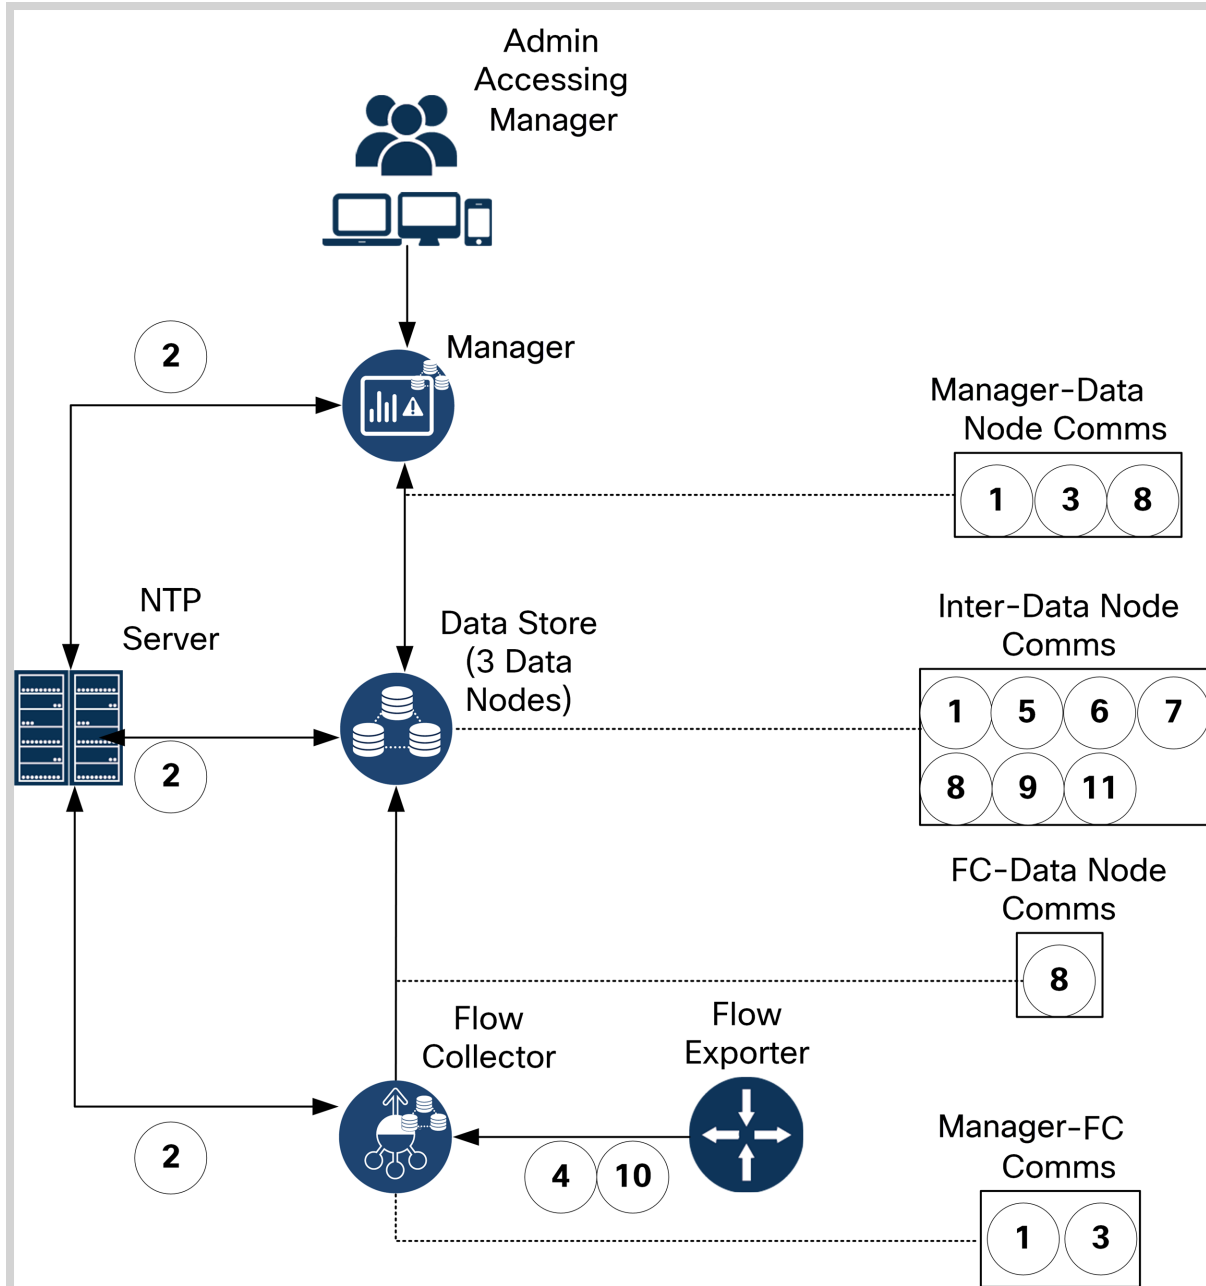 Admin
Accessing
Manager
2
Manager
Manager-Data
Node Comms
1 3 8
NTP
Server
Data Store
(3 Data
Nodes)
Inter-Data Node
Comms
1 5 6 7
8 9 11
2
FC-Data Node
Comms
8
Flow
Collector
Flow
Exporter
2
4 10
Manager-FC
Comms
1 3